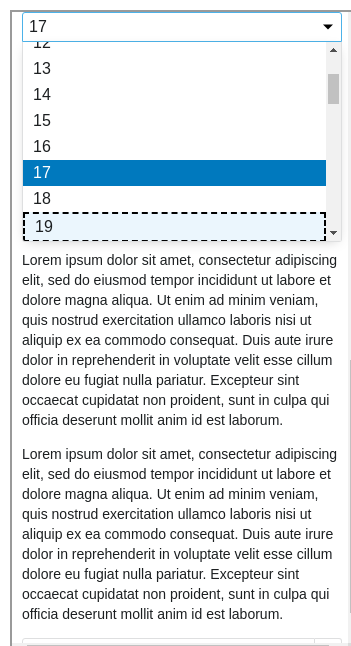 17
12
13
14
15
16
17
18
19
Lorem ipsum dolor sit amet, consectetur adipiscing
elit, sed do eiusmod tempor incididunt ut labore et
dolore magna aliqua. Ut enim ad minim veniam,
quis nostrud exercitation ullamco laboris nisi ut
aliquip ex ea commodo consequat. Duis aute irure
dolor in reprehenderit in voluptate velit esse cillum
dolore eu fugiat nulla pariatur. Excepteur sint
occaecat cupidatat non proident, sunt in culpa qui
officia deserunt mollit anim id est laborum.
Lorem ipsum dolor sit amet, consectetur adipiscing
elit, sed do eiusmod tempor incididunt ut labore et
dolore magna aliqua. Ut enim ad minim veniam,
quis nostrud exercitation ullamco laboris nisi ut
aliquip ex ea commodo consequat. Duis aute irure
dolor in reprehenderit in voluptate velit esse cillum
dolore eu fugiat nulla pariatur. Excepteur sint
occaecat cupidatat non proident, sunt in culpa qui
officia deserunt mollit anim id est laborum.